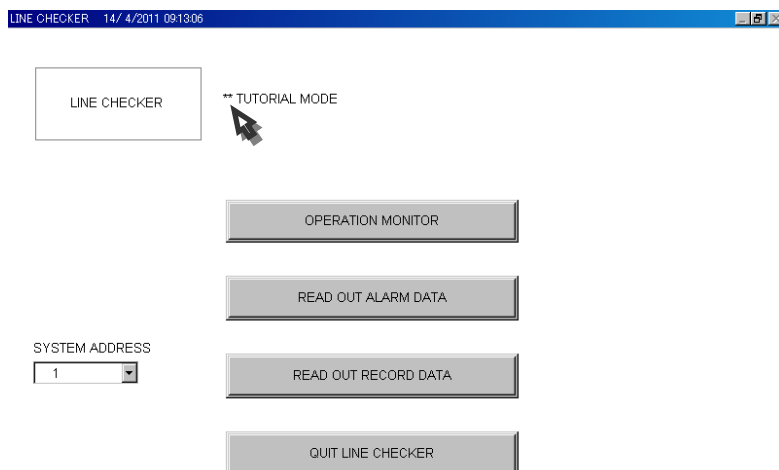 LINE CHECKER 14/ 4/2011 09:13:06
LINE CHECKER
** TUTORIAL MODE
OPERATION MONITOR
READ OUT ALARM DATA
SYSTEM ADDRESS
1
READ OUT RECORD DATA
QUIT LINE CHECKER